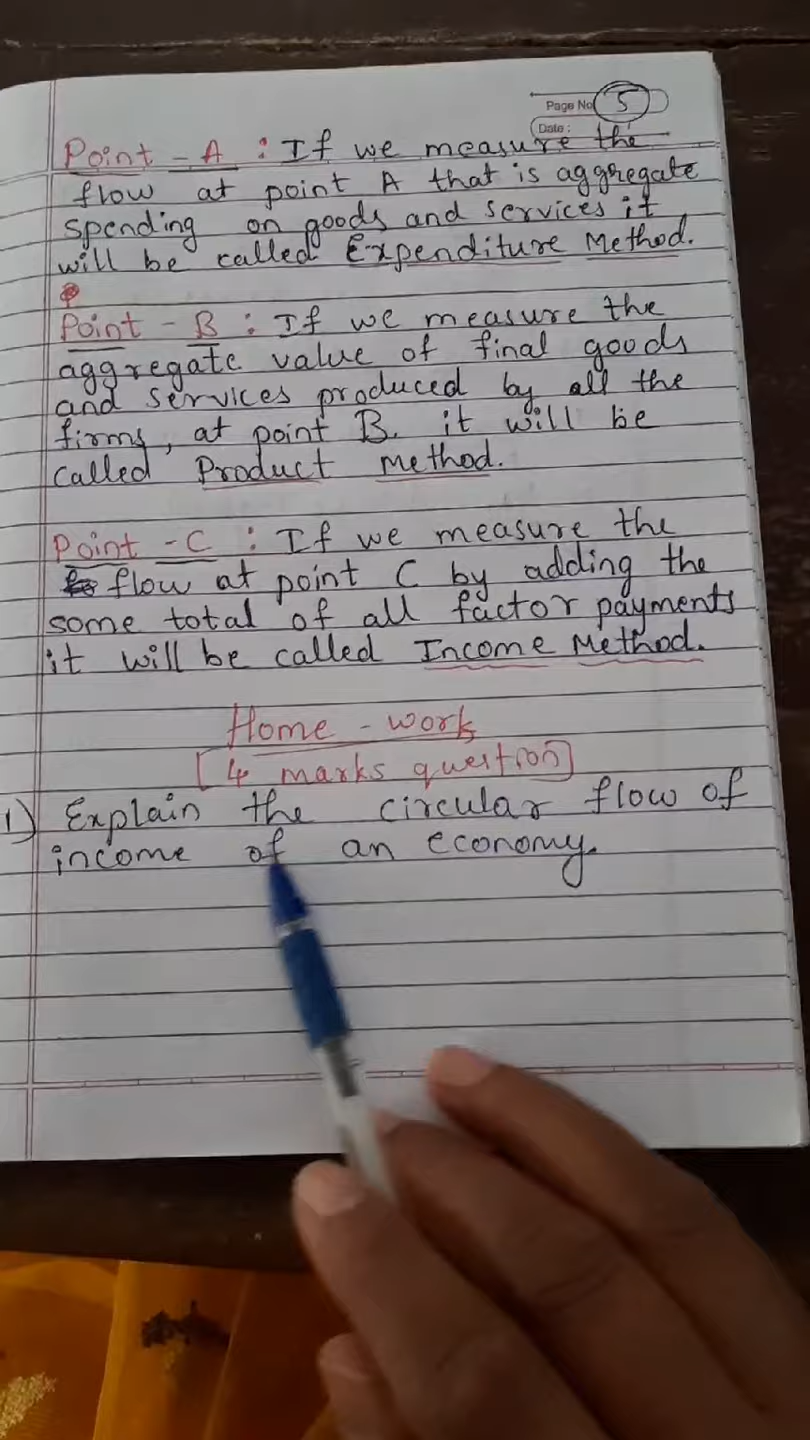 Page No 5
Date :
Point - A : If we measure the
flow at point A that is aggregate
spending on goods and services it
will be called Expenditure Method.
Point - B : If we measure the
aggregate value of final goods
and services produced by all the
firms, at point B. it will be
called Product Method.
Point - C : If we measure the
flow at point C by adding the
some total of all factor payments
it will be called Income Method.
Home - work
[4 marks question]
1) Explain the circular flow of
income of an economy.